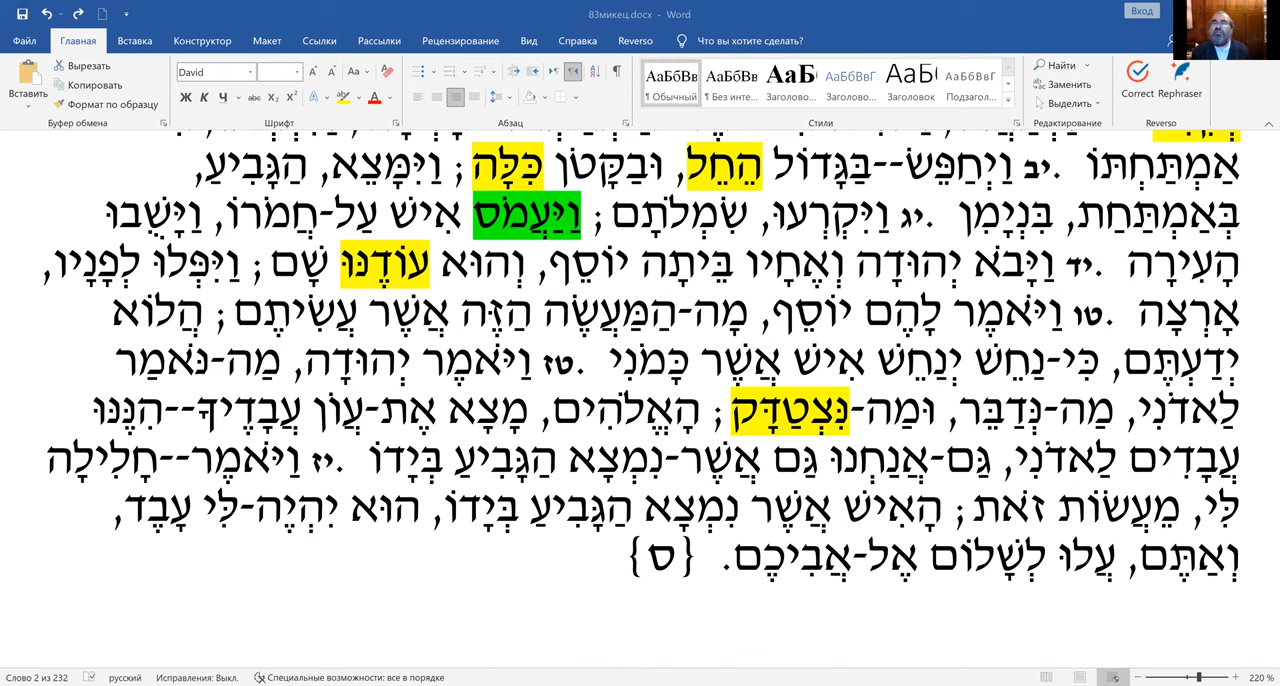 83микец.docx - Word
Вход
Файл Главная Вставка Конструктор Макет Ссылки Рассылки Рецензирование Вид Справка Reverso Что вы хотите сделать?
Вставить
Вырезать
Копировать
Формат по образцу
Буфер обмена
David
Aa
Ж К Ч abc X₂ X²
Шрифт
Абзац
АаБбВв АаБбВв АаБ АаБбВвГ АаБ АаБбВвГ
¶ Обычный ¶ Без инте... Заголово... Заголово... Заголовок Подзагол...
Стили
Найти
Заменить
Выделить
Редактирование
Correct Rephraser
Reverso
אַמְתַּחְתּוֹ. יב וַיְחַפֵּשׂ--בַּגָּדוֹל הֵחֵל, וּבַקָּטֹן כִּלָּה; וַיִּמָּצֵא, הַגָּבִיעַ,
בְּאַמְתַּחַת, בִּנְיָמִן. יג וַיִּקְרְעוּ, שִׂמְלֹתָם; וַיַּעֲמֹס אִישׁ עַל-חֲמֹרוֹ, וַיָּשֻׁבוּ
הָעִירָה. יד וַיָּבֹא יְהוּדָה וְאֶחָיו בֵּיתָה יוֹסֵף, וְהוּא עוֹדֶנּוּ שָׁם; וַיִּפְּלוּ לְפָנָיו,
אָרְצָה. טו וַיֹּאמֶר לָהֶם יוֹסֵף, מָה-הַמַּעֲשֶׂה הַזֶּה אֲשֶׁר עֲשִׂיתֶם; הֲלוֹא
יְדַעְתֶּם, כִּי-נַחֵשׁ יְנַחֵשׁ אִישׁ אֲשֶׁר כָּמֹנִי. טז וַיֹּאמֶר יְהוּדָה, מַה-נֹּאמַר
לַאדֹנִי, מַה-נְּדַבֵּר, וּמַה-נִּצְטַדָּק; הָאֱלֹהִים, מָצָא אֶת-עֲוֹן עֲבָדֶיךָ--הִנֶּנּוּ
עֲבָדִים לַאדֹנִי, גַּם-אֲנַחְנוּ גַּם אֲשֶׁר-נִמְצָא הַגָּבִיעַ בְּיָדוֹ. יז וַיֹּאמֶר--חָלִילָה
לִּי, מֵעֲשׂוֹת זֹאת; הָאִישׁ אֲשֶׁר נִמְצָא הַגָּבִיעַ בְּיָדוֹ, הוּא יִהְיֶה-לִּי עָבֶד,
וְאַתֶּם, עֲלוּ לְשָׁלוֹם אֶל-אֲבִיכֶם. {ס}
Слово 2 из 232 русский Исправления: Выкл. Специальные возможности: все в порядке 220 %